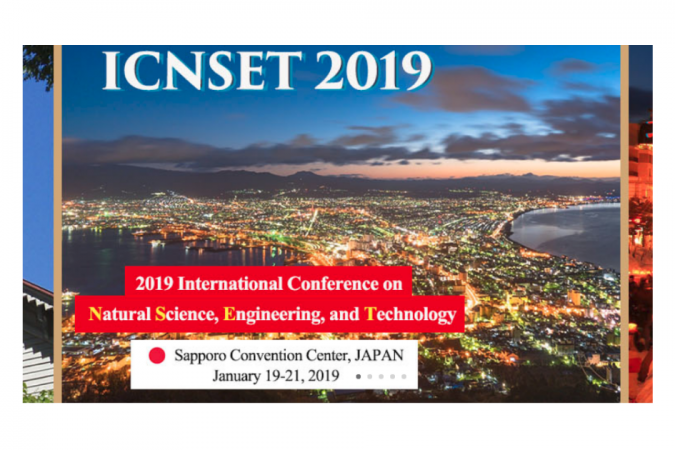 ICNSET 2019
2019 International Conference on
Natural Science, Engineering, and Technology
Sapporo Convention Center, JAPAN
January 19-21, 2019